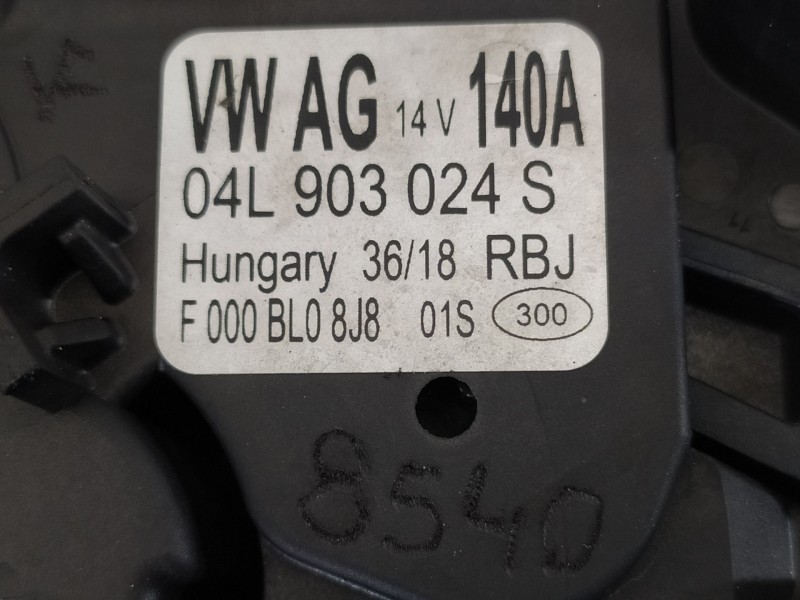 VW AG 14 V 140A
04L 903 024 S
Hungary 36/18 RBJ
F 000 BL0 8J8 01S 300
8540